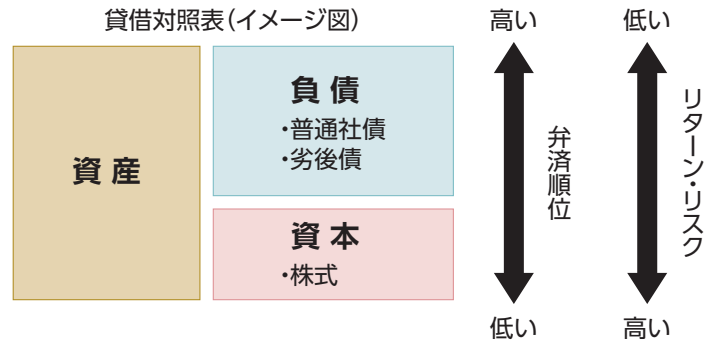 貸借対照表（イメージ図）
高い
低い
資産
負債
・普通社債
・劣後債
資本
・株式
弁済順位
リターン・リスク
低い
高い